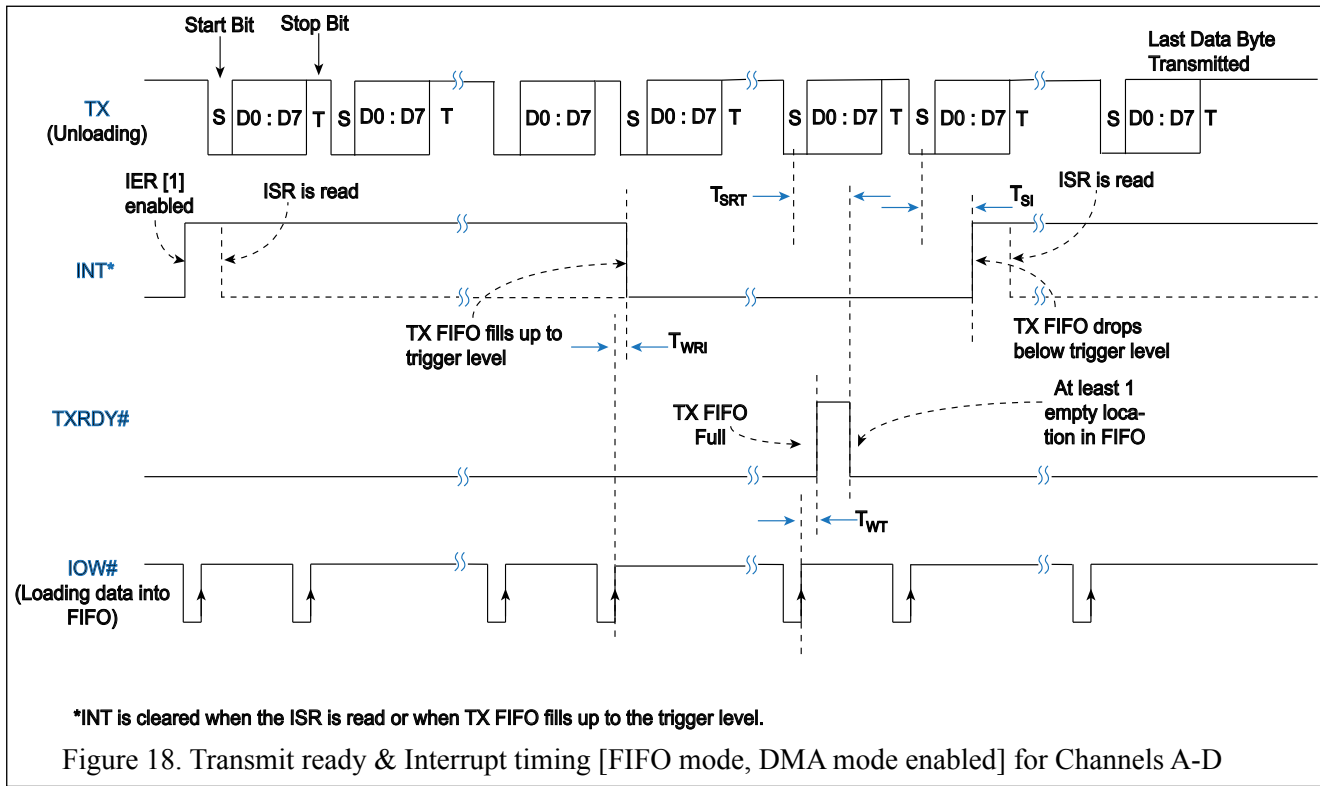 Start Bit
Stop Bit
Last Data Byte
Transmitted
TX
(Unloading)
S D0 : D7 T S D0 : D7 T D0 : D7 S D0 : D7 T S D0 : D7 T S D0 : D7 T S D0 : D7 T
IER [1]
enabled
ISR is read
TSRT
TSI
ISR is read
INT*
TX FIFO fills up to
trigger level
TWRI
TX FIFO drops
below trigger level
TXRDY#
TX FIFO
Full
At least 1
empty loca-
tion in FIFO
TWT
IOW#
(Loading data into
FIFO)
*INT is cleared when the ISR is read or when TX FIFO fills up to the trigger level.
Figure 18. Transmit ready & Interrupt timing [FIFO mode, DMA mode enabled] for Channels A-D